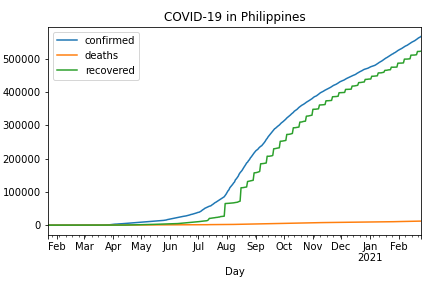 COVID-19 in Philippines
confirmed
deaths
recovered
500000
400000
300000
200000
100000
0
Feb Mar Apr May Jun Jul Aug Sep Oct Nov Dec Jan Feb
2021
Day